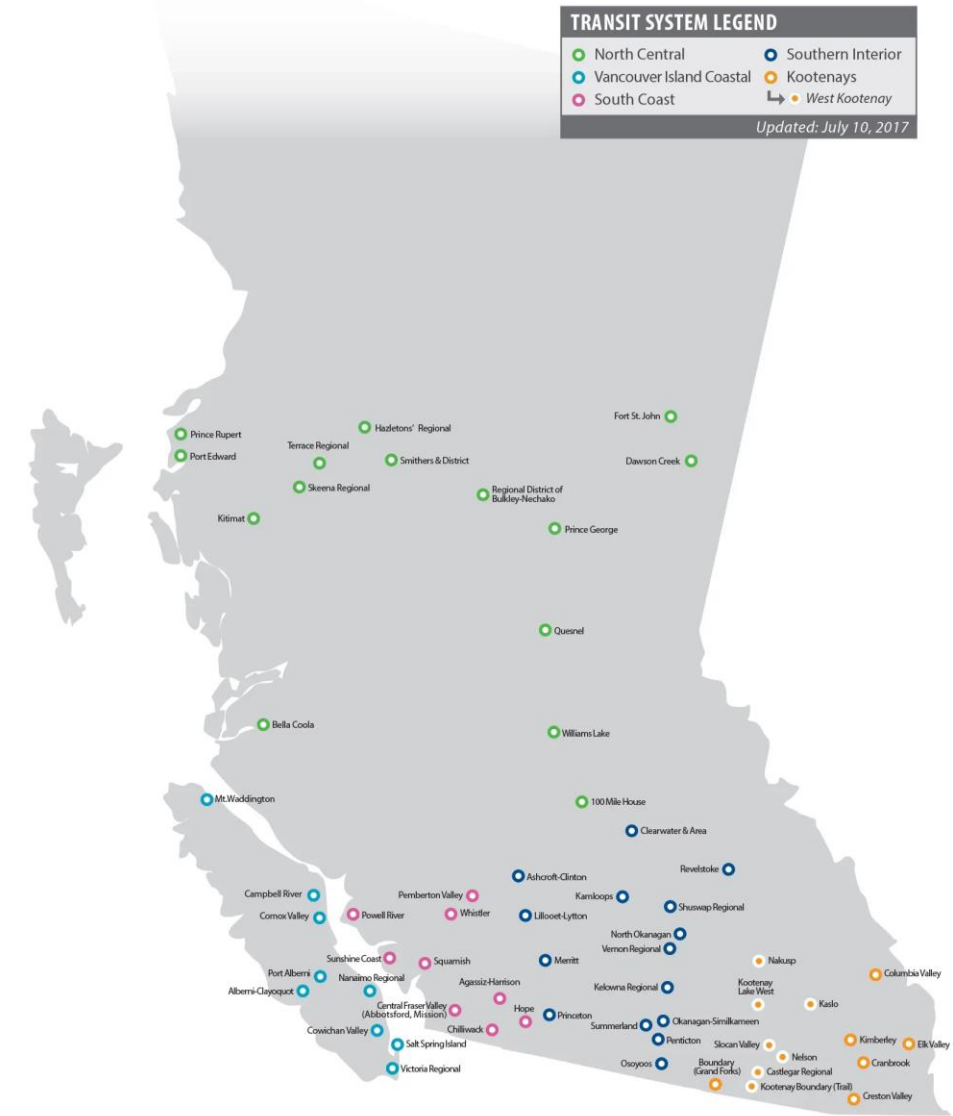 TRANSIT SYSTEM LEGEND
North Central
Southern Interior
Vancouver Island Coastal
Kootenays
South Coast
West Kootenay
Updated: July 10, 2017
Fort St. John
Hazletons' Regional
Prince Rupert
Terrace Regional
Port Edward
Smithers & District
Dawson Creek
Skeena Regional
Regional District of
Bulkley-Nechako
Kitimat
Prince George
Quesnel
Bella Coola
Williams Lake
Mt.Waddington
100 Mile House
Clearwater & Area
Revelstoke
Ashcroft-Clinton
Campbell River
Pemberton Valley
Kamloops
Shuswap Regional
Comox Valley
Powell River
Whistler
Lillooet-Lytton
North Okanagan
Vernon Regional
Sunshine Coast
Squamish
Merritt
Nakusp
Port Alberni
Nanaimo Regional
Columbia Valley
Agassiz-Harrison
Kootenay
Lake West
Alberni-Clayoquot
Kelowna Regional
Kaslo
Central Fraser Valley
(Abbotsford, Mission)
Hope
Princeton
Okanagan-Similkameen
Summerland
Cowichan Valley
Chilliwack
Penticton
Kimberley
Salt Spring Island
Slocan Valley
Elk Valley
Nelson
Osoyoos
Boundary
(Grand Forks)
Cranbrook
Victoria Regional
Castlegar Regional
Kootenay Boundary (Trail)
Creston Valley